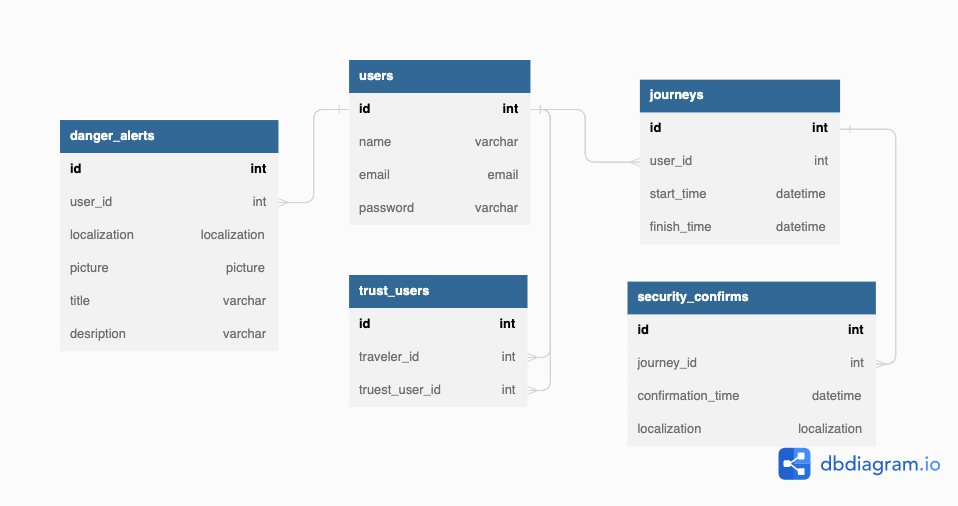 danger_alerts
id int
user_id int
localization localization
picture picture
title varchar
desription varchar
users
id int
name varchar
email email
password varchar
trust_users
id int
traveler_id int
truest_user_id int
journeys
id int
user_id int
start_time datetime
finish_time datetime
security_confirms
id int
journey_id int
confirmation_time datetime
localization localization
dbdiagram.io